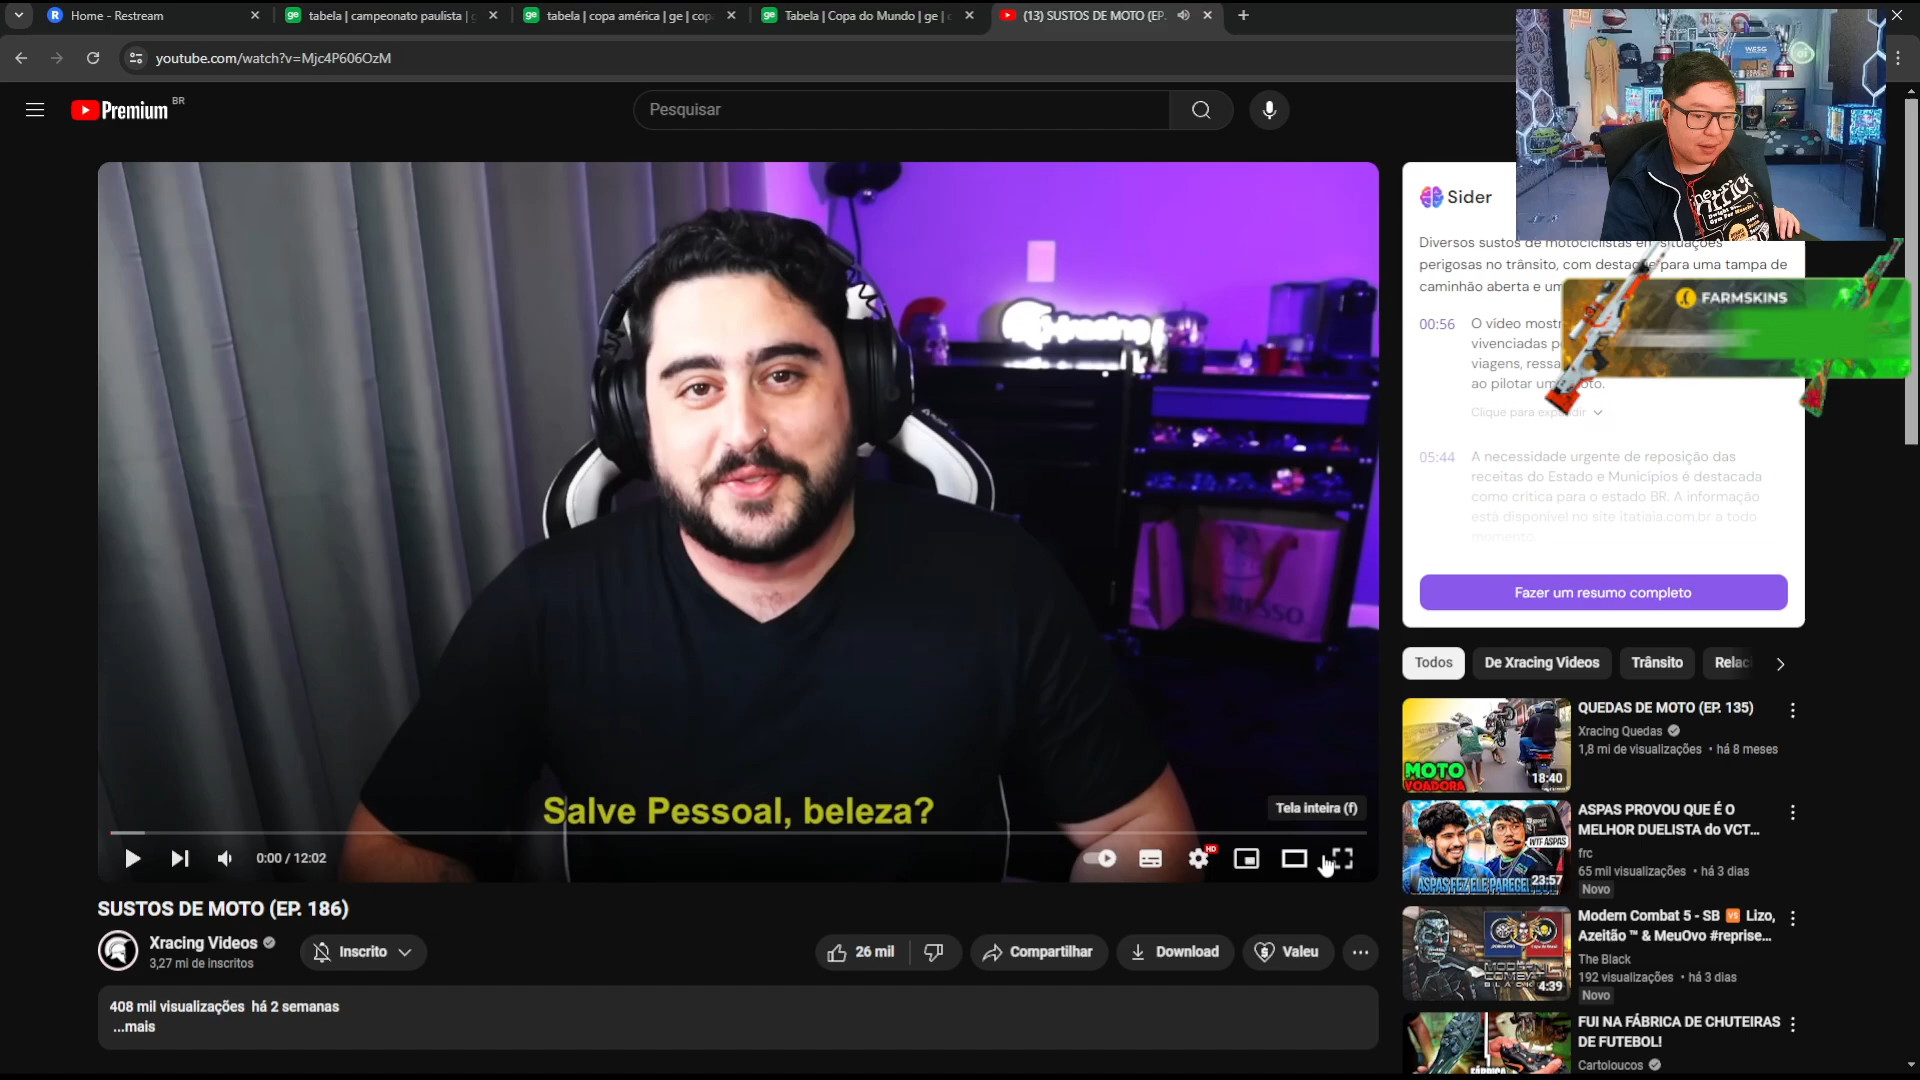 Home - Restream
tabela | campeonato paulista |
tabela | copa américa | ge | cop
Tabela | Copa do Mundo | ge |
(13) SUSTOS DE MOTO (EP.
youtube.com/watch?v=Mjc4P606OzM
Premium BR
Pesquisar
WESG
Sider
Diversos sustos de motociclistas em situações
perigosas no trânsito, com destaque para uma tampa de
caminhão aberta e um
FARMSKINS
00:56
O vídeo mostr
vivenciadas p
viagens, ressa
ao pilotar uma moto.
Clique para expandir
05:44
A necessidade urgente de reposição das
receitas do Estado e Municípios é destacada
como crítica para o estado BR. A informação
está disponível no site itatiaia.com.br a todo
momento
Fazer um resumo completo
Salve Pessoal, beleza?
Tela inteira (f)
0:00 / 12:02
HD
SUSTOS DE MOTO (EP. 186)
Xracing Videos
3,27 mi de inscritos
Inscrito
26 mil
Compartilhar
Download
Valeu
408 mil visualizações há 2 semanas
...mais
Todos
De Xracing Videos
Trânsito
Relaci
MOTO
VOADORA
18:40
QUEDAS DE MOTO (EP. 135)
Xracing Quedas
1,8 mi de visualizações • há 8 meses
WTF ASPAS
23:57
ASPAS PROVOU QUE É O
MELHOR DUELISTA do VCT...
frc
65 mil visualizações • há 3 dias
Novo
4:39
Modern Combat 5 - SB VS Lizo,
Azeitão ™ & MeuOvo #reprise...
The Black
192 visualizações • há 3 dias
Novo
FUI NA FÁBRICA DE CHUTEIRAS
DE FUTEBOL!
Cartoloucos